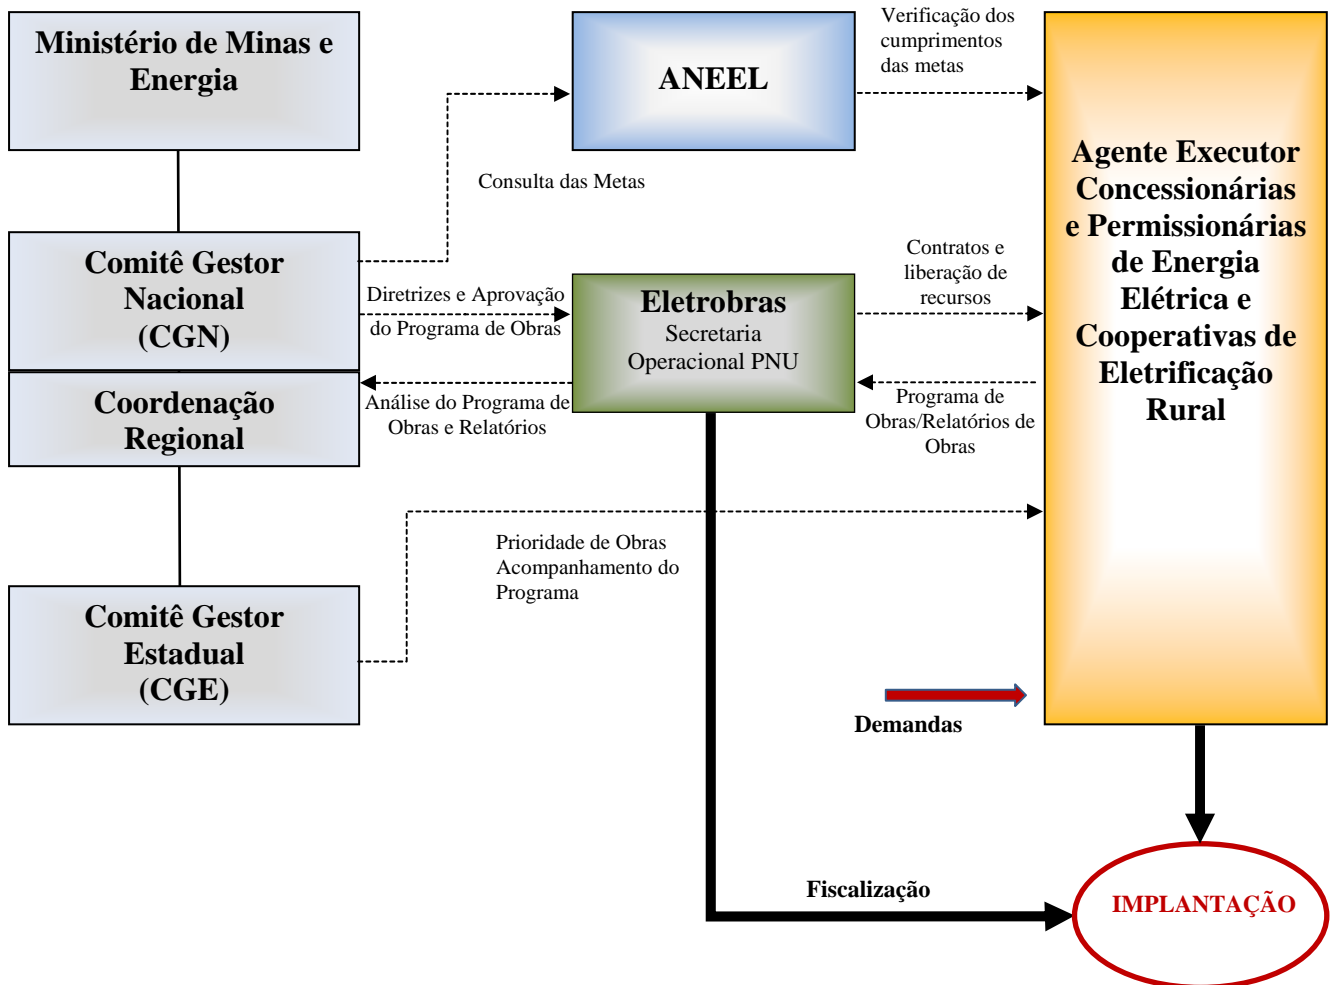 Ministério de Minas e
Energia
ANEEL
Verificação dos
cumprimentos
das metas
Consulta das Metas
Agente Executor
Concessionárias
e Permissionárias
de Energia
Elétrica e
Cooperativas de
Eletrificação
Rural
Comitê Gestor
Nacional
(CGN)
Diretrizes e Aprovação
do Programa de Obras
Eletrobras
Secretaria
Operacional PNU
Contratos e
liberação de
recursos
Coordenação
Regional
Análise do Programa de
Obras e Relatórios
Programa de
Obras/Relatórios de
Obras
Prioridade de Obras
Acompanhamento do
Programa
Comitê Gestor
Estadual
(CGE)
Demandas
Fiscalização
IMPLANTAÇÃO